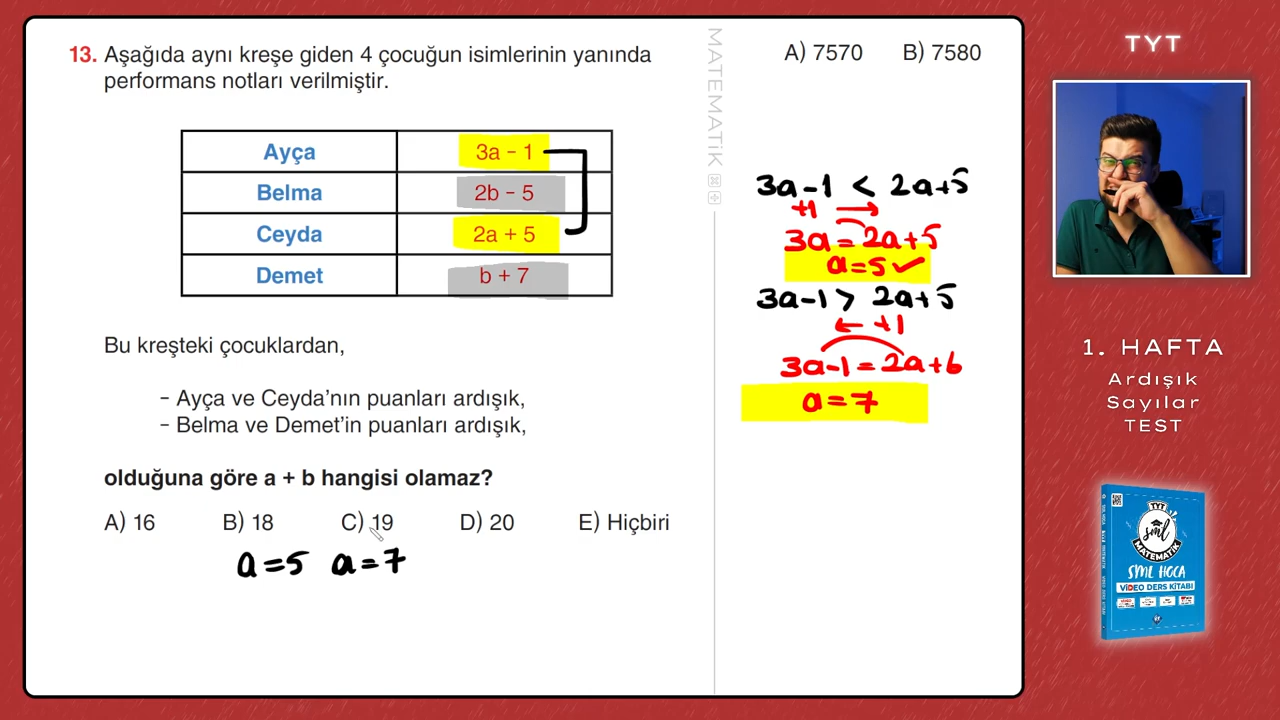 13. Aşağıda aynı kreşe giden 4 çocuğun isimlerinin yanında
performans notları verilmiştir.
Ayça 3a - 1
Belma 2b - 5
Ceyda 2a + 5
Demet b + 7
Bu kreşteki çocuklardan,
- Ayça ve Ceyda'nın puanları ardışık,
- Belma ve Demet'in puanları ardışık,
olduğuna göre a + b hangisi olamaz?
A) 16 B) 18 C) 19 D) 20 E) Hiçbiri
a=5 a=7
MATEMATİK
A) 7570 B) 7580
3a-1 < 2a+5
+1
3a = 2a+5
a=5 ✓
3a-1 > 2a+5
← +1
3a-1 = 2a+6
a=7
TYT
1. HAFTA
Ardışık
Sayılar
TEST
TYT
sml
MATEMATİK
SML HOCA
VİDEO DERS KİTABI